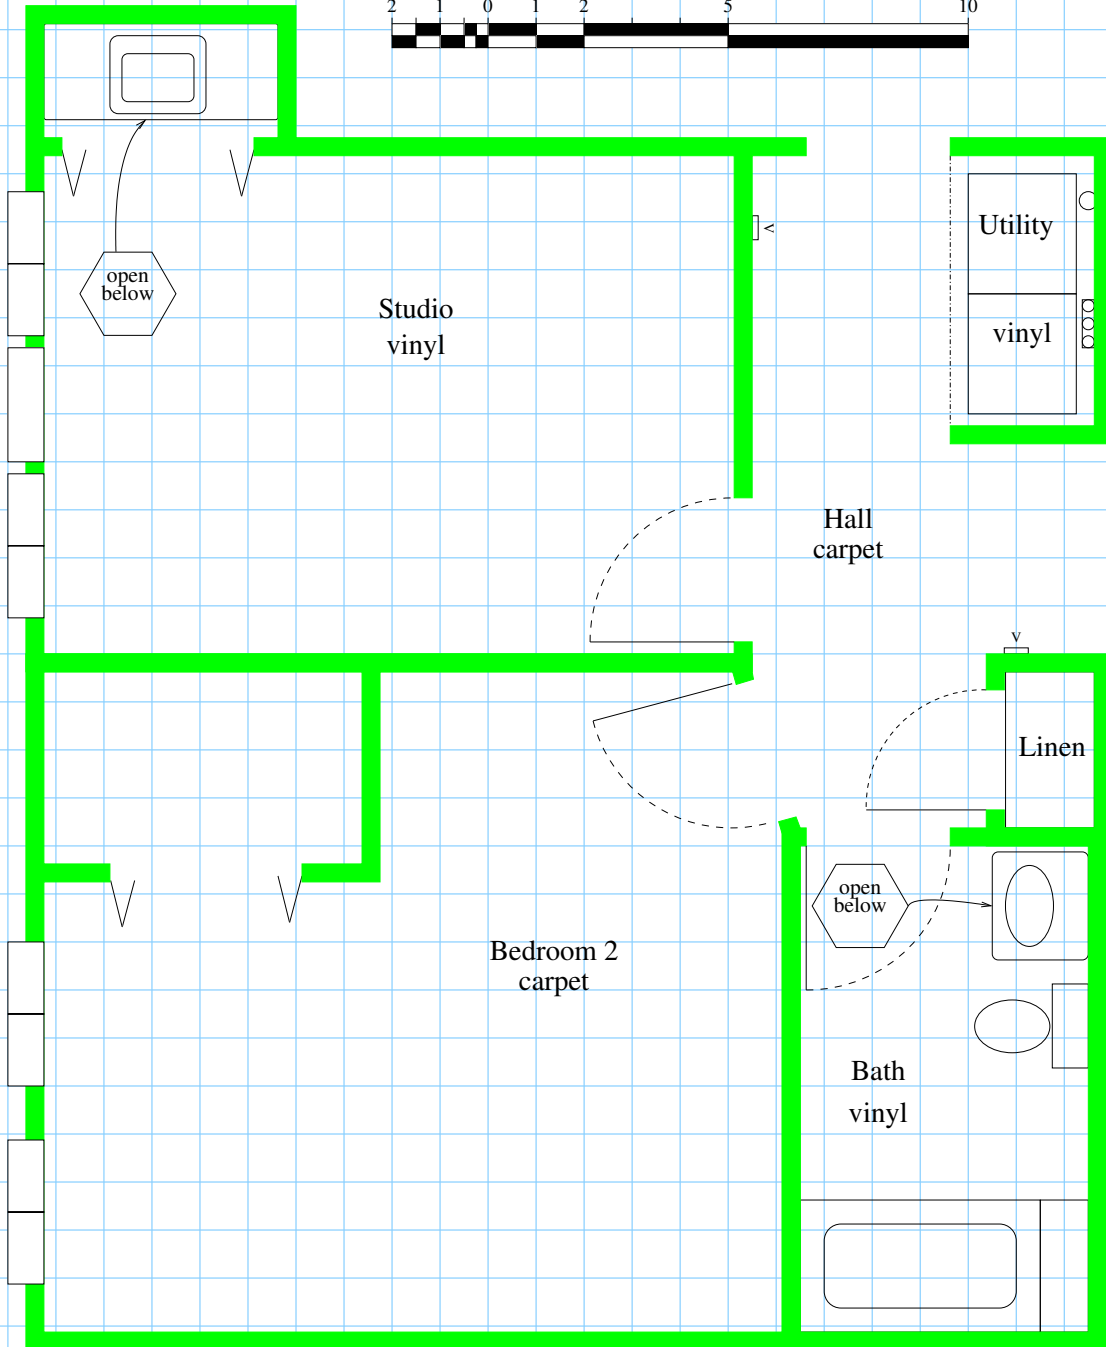 2 1 0 1 2 5 10
Utility
vinyl
V
open
below
Studio
vinyl
Hall
carpet
V
Linen
open
below
Bedroom 2
carpet
Bath
vinyl